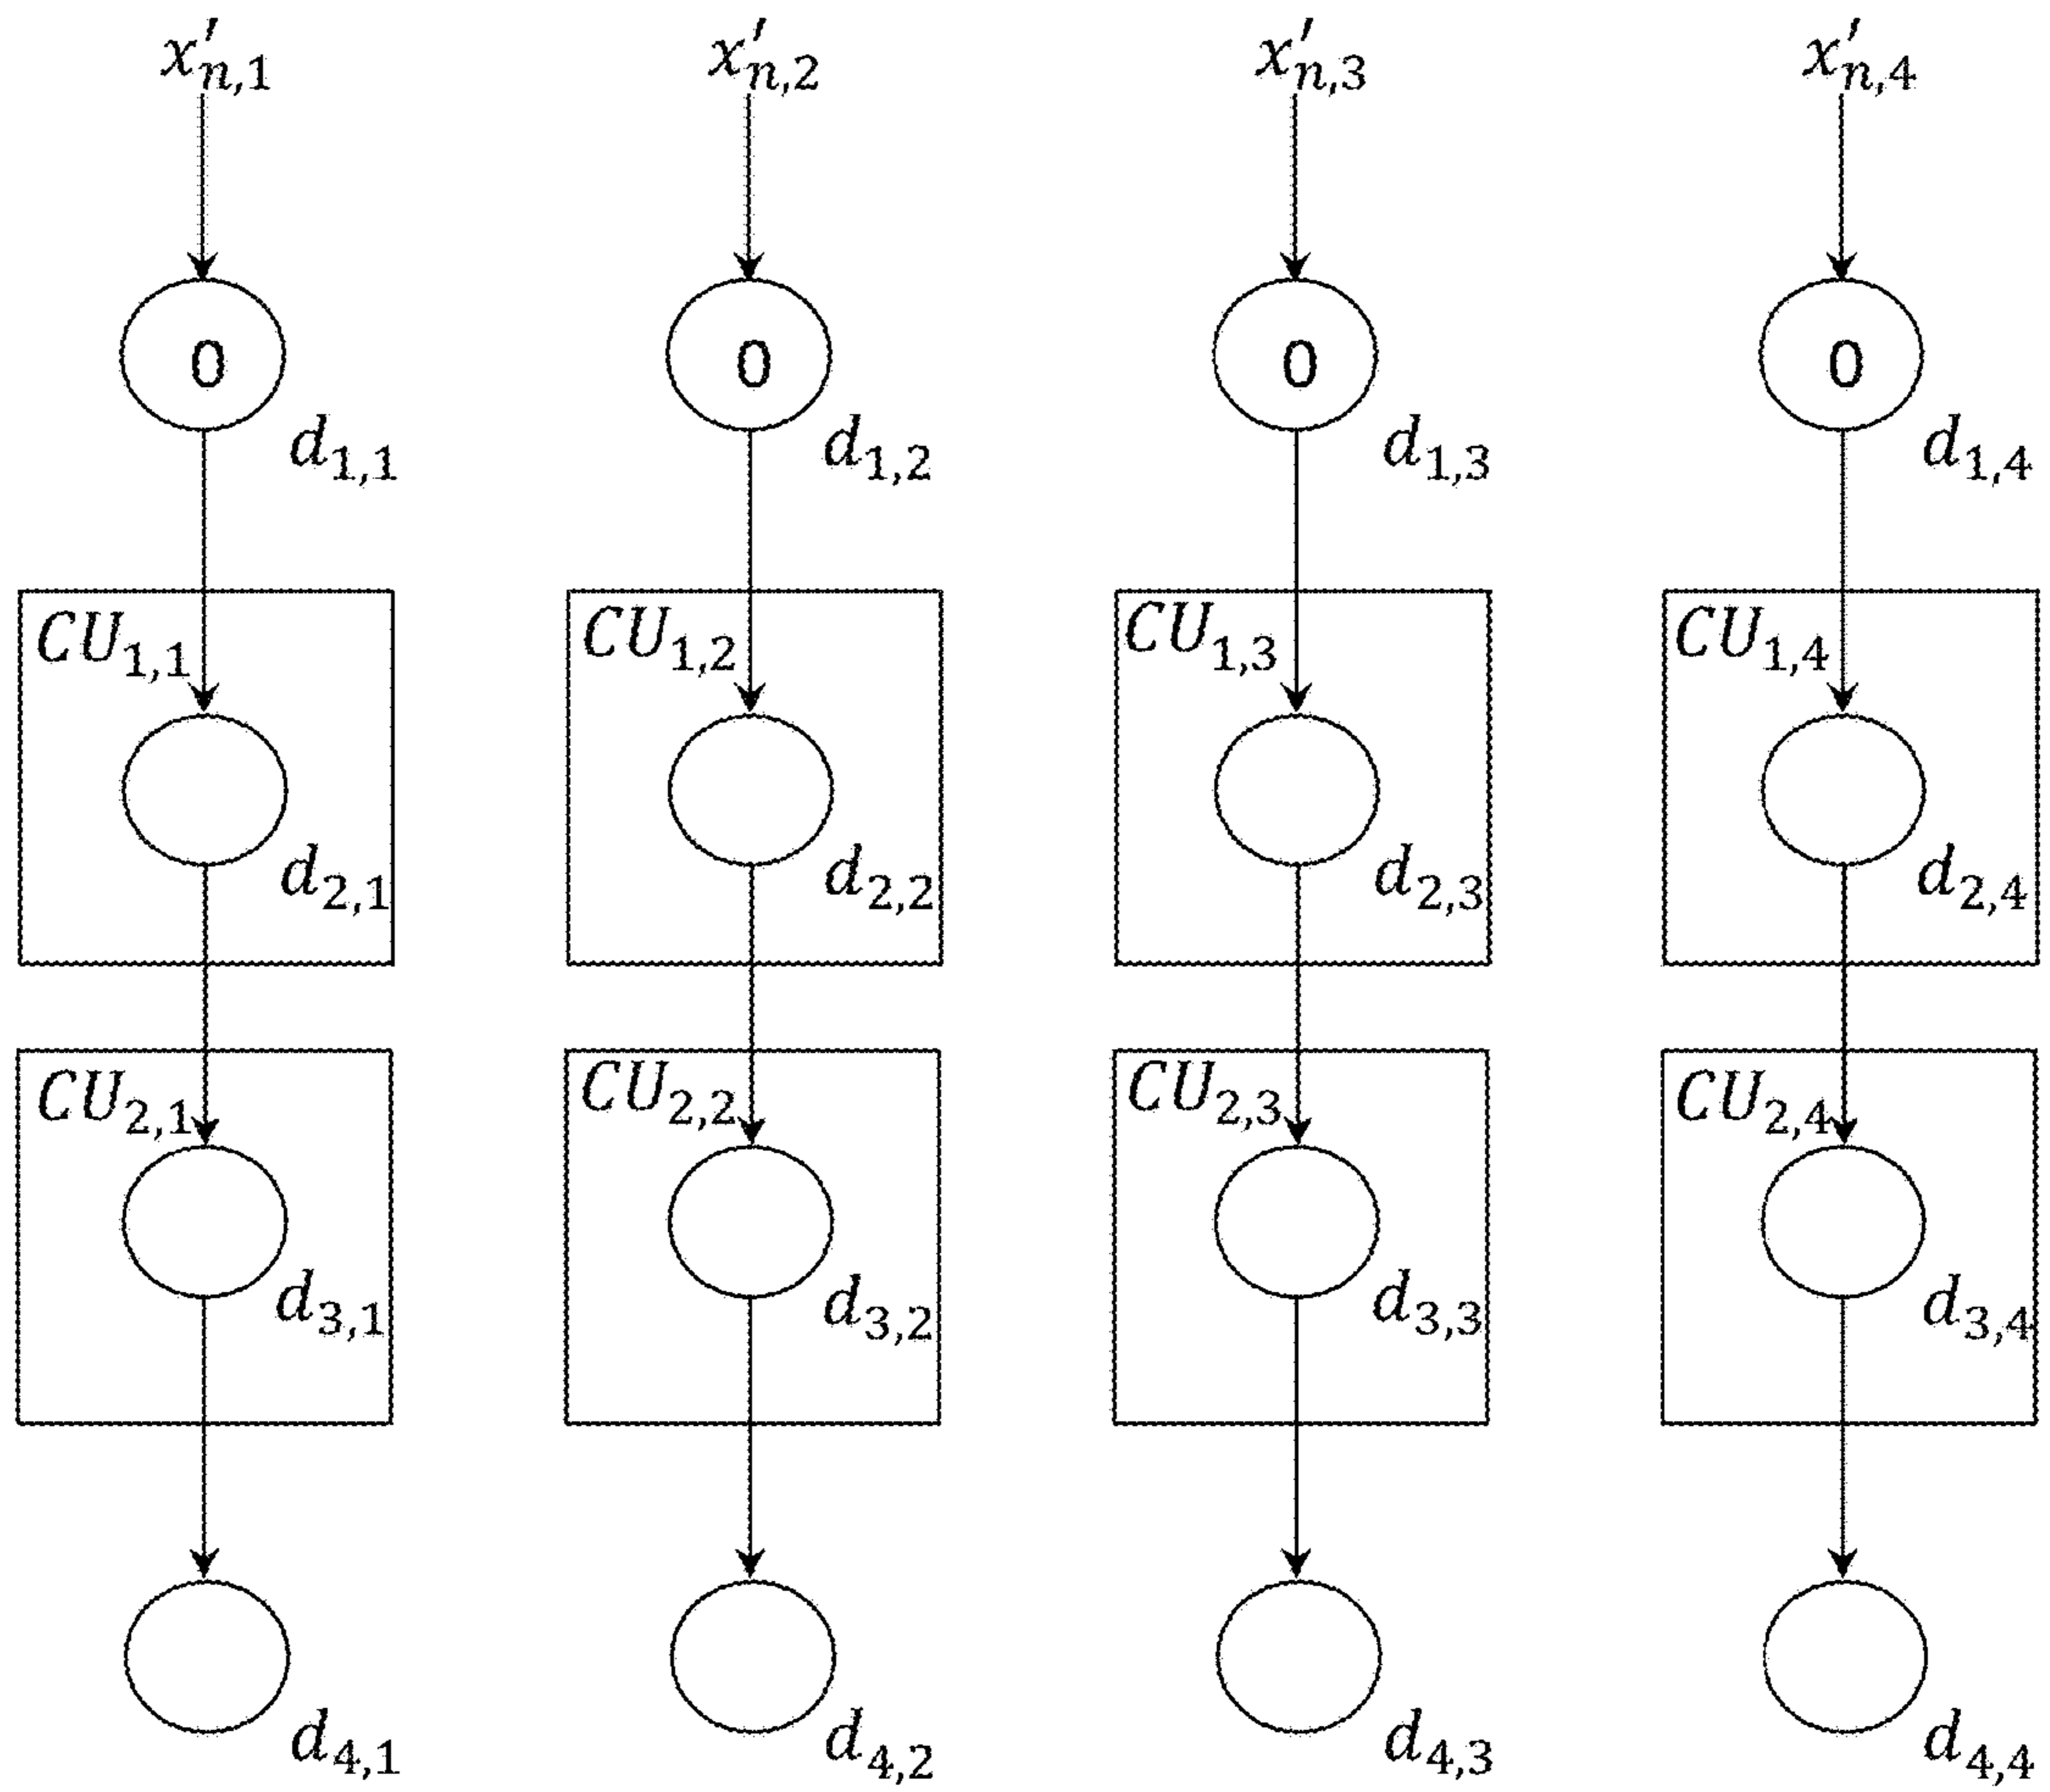 x′n,1 x′n,2 x′n,3 x′n,4
0 0 0 0
d1,1 d1,2 d1,3 d1,4
CU1,1 CU1,2 CU1,3 CU1,4
d2,1 d2,2 d2,3 d2,4
CU2,1 CU2,2 CU2,3 CU2,4
d3,1 d3,2 d3,3 d3,4
d4,1 d4,2 d4,3 d4,4